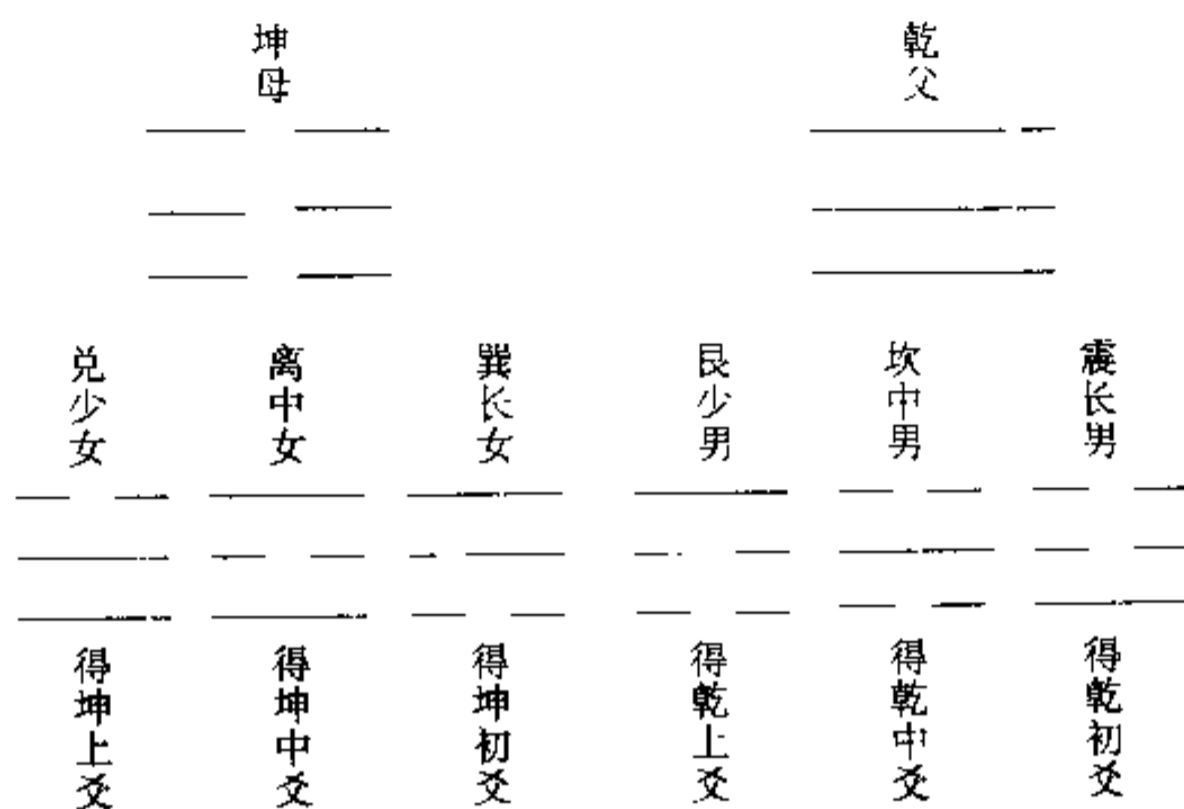 乾父
坤母
震长男
坎中男
艮少男
巽长女
离中女
兑少女
得乾初爻
得乾中爻
得乾上爻
得坤初爻
得坤中爻
得坤上爻